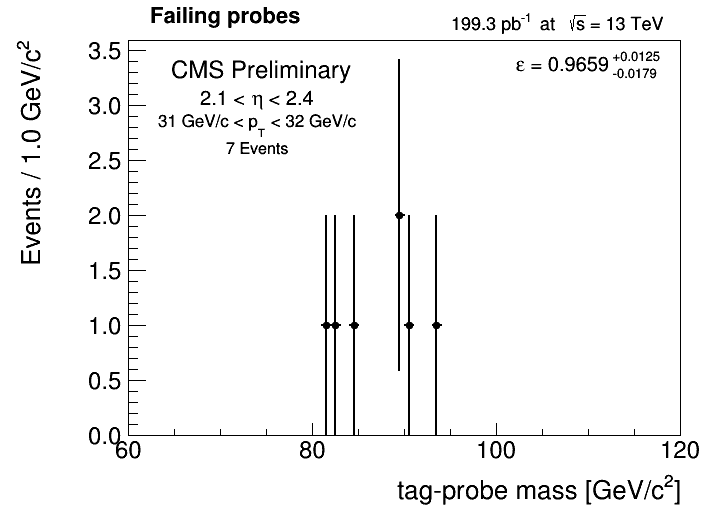 Failing probes
199.3 pb⁻¹ at √s = 13 TeV
CMS Preliminary
ε = 0.9659 +0.0125 -0.0179
2.1 < η < 2.4
31 GeV/c < p_T < 32 GeV/c
7 Events
Events / 1.0 GeV/c²
3.5
3.0
2.5
2.0
1.5
1.0
0.5
0.0
60 80 100 120
tag-probe mass [GeV/c²]